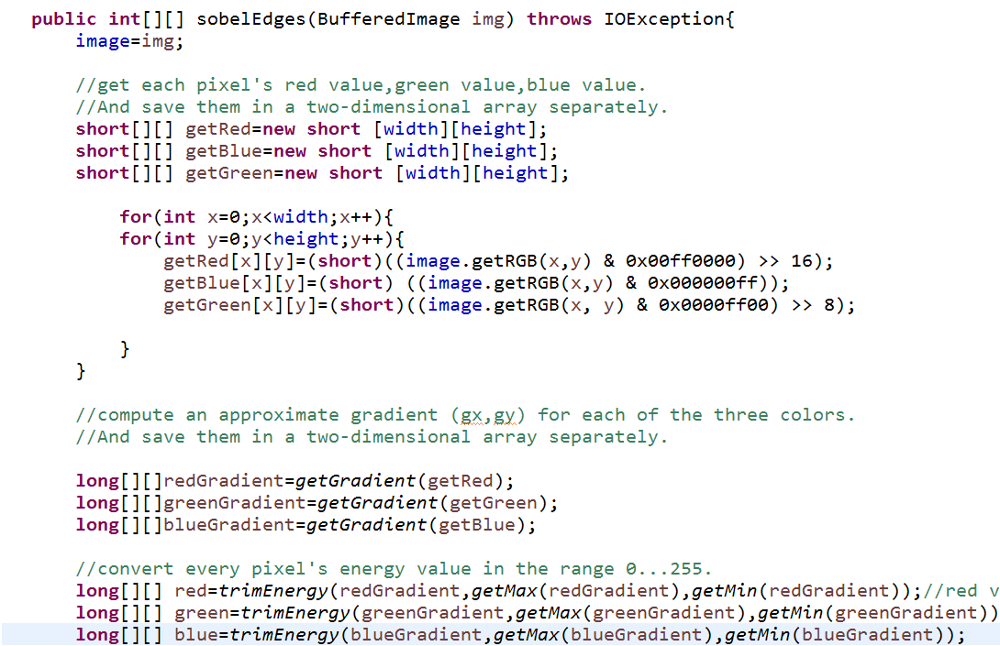 public int[][] sobelEdges(BufferedImage img) throws IOException{
image=img;
//get each pixel's red value,green value,blue value.
//And save them in a two-dimensional array separately.
short[][] getRed=new short [width][height];
short[][] getBlue=new short [width][height];
short[][] getGreen=new short [width][height];
for(int x=0;x<width;x++){
for(int y=0;y<height;y++){
getRed[x][y]=(short)((image.getRGB(x,y) & 0x00ff0000) >> 16);
getBlue[x][y]=(short) ((image.getRGB(x,y) & 0x000000ff));
getGreen[x][y]=(short)((image.getRGB(x, y) & 0x0000ff00) >> 8);
}
}
//compute an approximate gradient (gx,gy) for each of the three colors.
//And save them in a two-dimensional array separately.
long[][]redGradient=getGradient(getRed);
long[][]greenGradient=getGradient(getGreen);
long[][]blueGradient=getGradient(getBlue);
//convert every pixel's energy value in the range 0...255.
long[][] red=trimEnergy(redGradient,getMax(redGradient),getMin(redGradient));//red v
long[][] green=trimEnergy(greenGradient,getMax(greenGradient),getMin(greenGradient))
long[][] blue=trimEnergy(blueGradient,getMax(blueGradient),getMin(blueGradient));